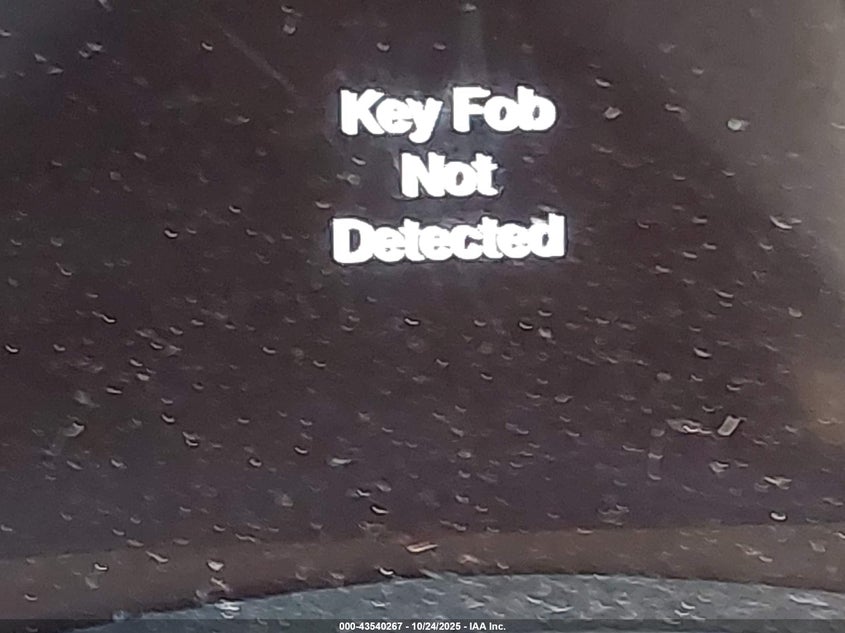 Key Fob
Not
Detected
000-43540267 - 10/24/2025 - IAA Inc.